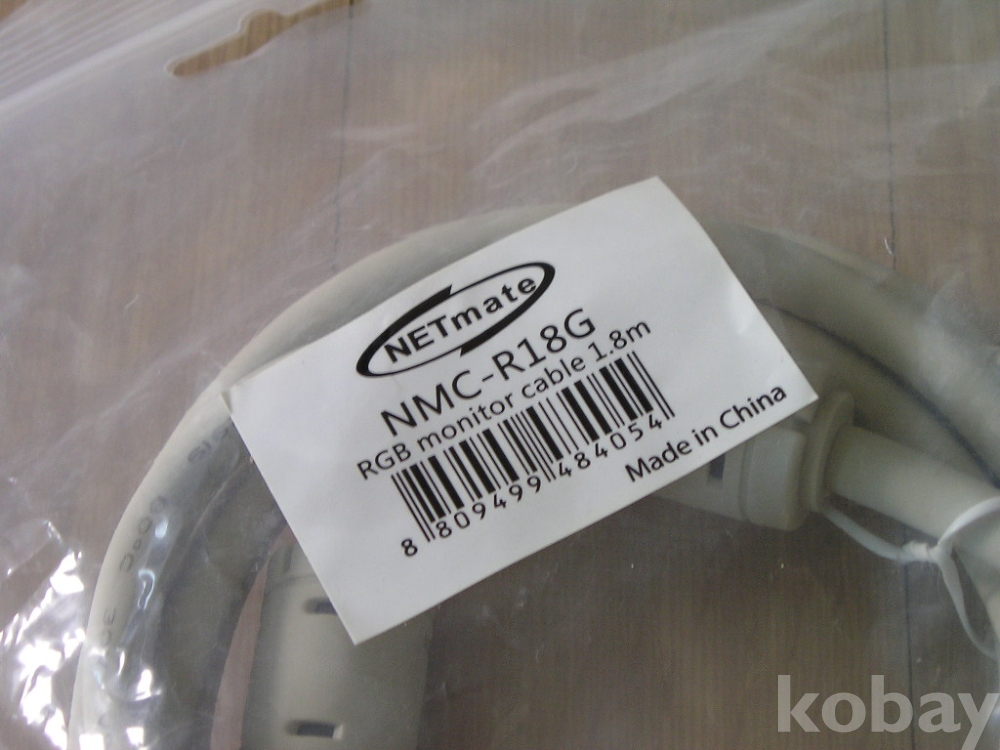 NETmate
NMC-R18G
RGB monitor cable 1.8m
8 809499 484054
Made in China
kobay